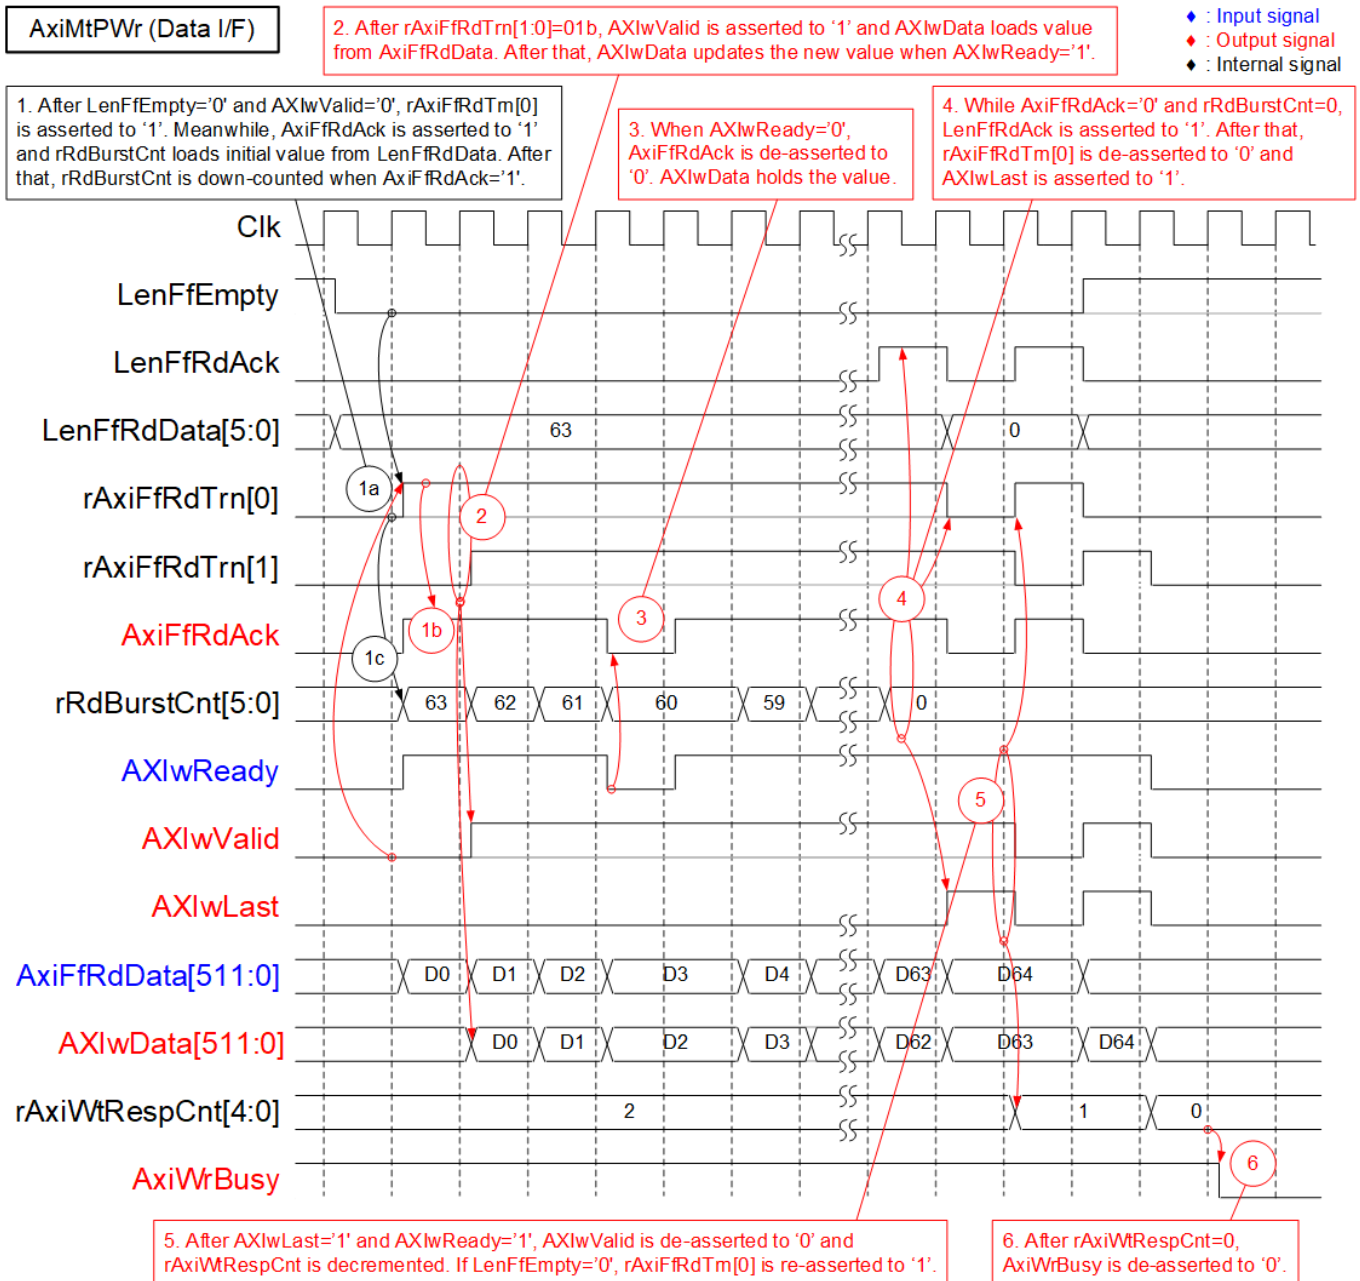 AxiMtPWr (Data I/F)
2. After rAxiFfRdTrn[1:0]=01b, AXIwValid is asserted to ‘1’ and AXIwData loads value
from AxiFfRdData. After that, AXIwData updates the new value when AXIwReady='1'.
♦ : Input signal
♦ : Output signal
♦ : Internal signal
1. After LenFfEmpty='0' and AXIwValid='0', rAxiFfRdTrn[0]
is asserted to ‘1’. Meanwhile, AxiFfRdAck is asserted to ‘1’
and rRdBurstCnt loads initial value from LenFfRdData. After
that, rRdBurstCnt is down-counted when AxiFfRdAck='1'.
3. When AXIwReady='0',
AxiFfRdAck is de-asserted to
‘0’. AXIwData holds the value.
4. While AxiFfRdAck='0' and rRdBurstCnt=0,
LenFfRdAck is asserted to ‘1’. After that,
rAxiFfRdTrn[0] is de-asserted to ‘0’ and
AXIwLast is asserted to ‘1’.
Clk
LenFfEmpty
LenFfRdAck
LenFfRdData[5:0] 63 0
rAxiFfRdTrn[0] 1a 2
rAxiFfRdTrn[1] 4
AxiFfRdAck 1c 1b 3
rRdBurstCnt[5:0] 63 62 61 60 59 0
AXIwReady 5
AXIwValid
AXIwLast
AxiFfRdData[511:0] D0 D1 D2 D3 D4 D63 D64
AXIwData[511:0] D0 D1 D2 D3 D62 D63 D64
rAxiWtRespCnt[4:0] 2 1 0
AxiWrBusy 6
5. After AXIwLast='1' and AXIwReady='1', AXIwValid is de-asserted to ‘0’ and
rAxiWtRespCnt is decremented. If LenFfEmpty='0', rAxiFfRdTrn[0] is re-asserted to ‘1’.
6. After rAxiWtRespCnt=0,
AxiWrBusy is de-asserted to ‘0’.